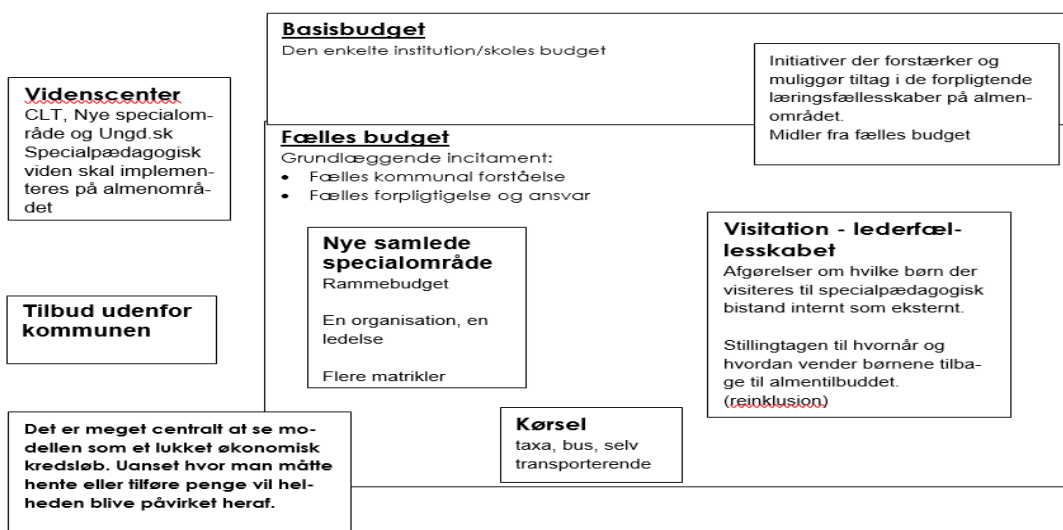 Basisbudget
Den enkelte institution/skoles budget
Initiativer der forstærker og
muliggør tiltag i de forpligtende
læringsfællesskaber på almen-
området.
Midler fra fælles budget
Videnscenter
CLT, Nye specialom-
råde og Ungd.sk
Specialpædagogisk
viden skal implemen-
teres på almenområ-
det
Fælles budget
Grundlæggende incitament:
• Fælles kommunal forståelse
• Fælles forpligtigelse og ansvar
Nye samlede
specialområde
Rammebudget
En organisation, en
ledelse
Flere matrikler
Visitation - lederfæl-
lesskabet
Afgørelser om hvilke børn der
visiteres til specialpædagogisk
bistand internt som eksternt.
Stillingtagen til hvornår og
hvordan vender børnene tilba-
ge til almentilbuddet.
(reinklusion)
Tilbud udenfor
kommunen
Kørsel
taxa, bus, selv
transporterende
Det er meget centralt at se mo-
dellen som et lukket økonomisk
kredsløb. Uanset hvor man måtte
hente eller tilføre penge vil hel-
heden blive påvirket heraf.